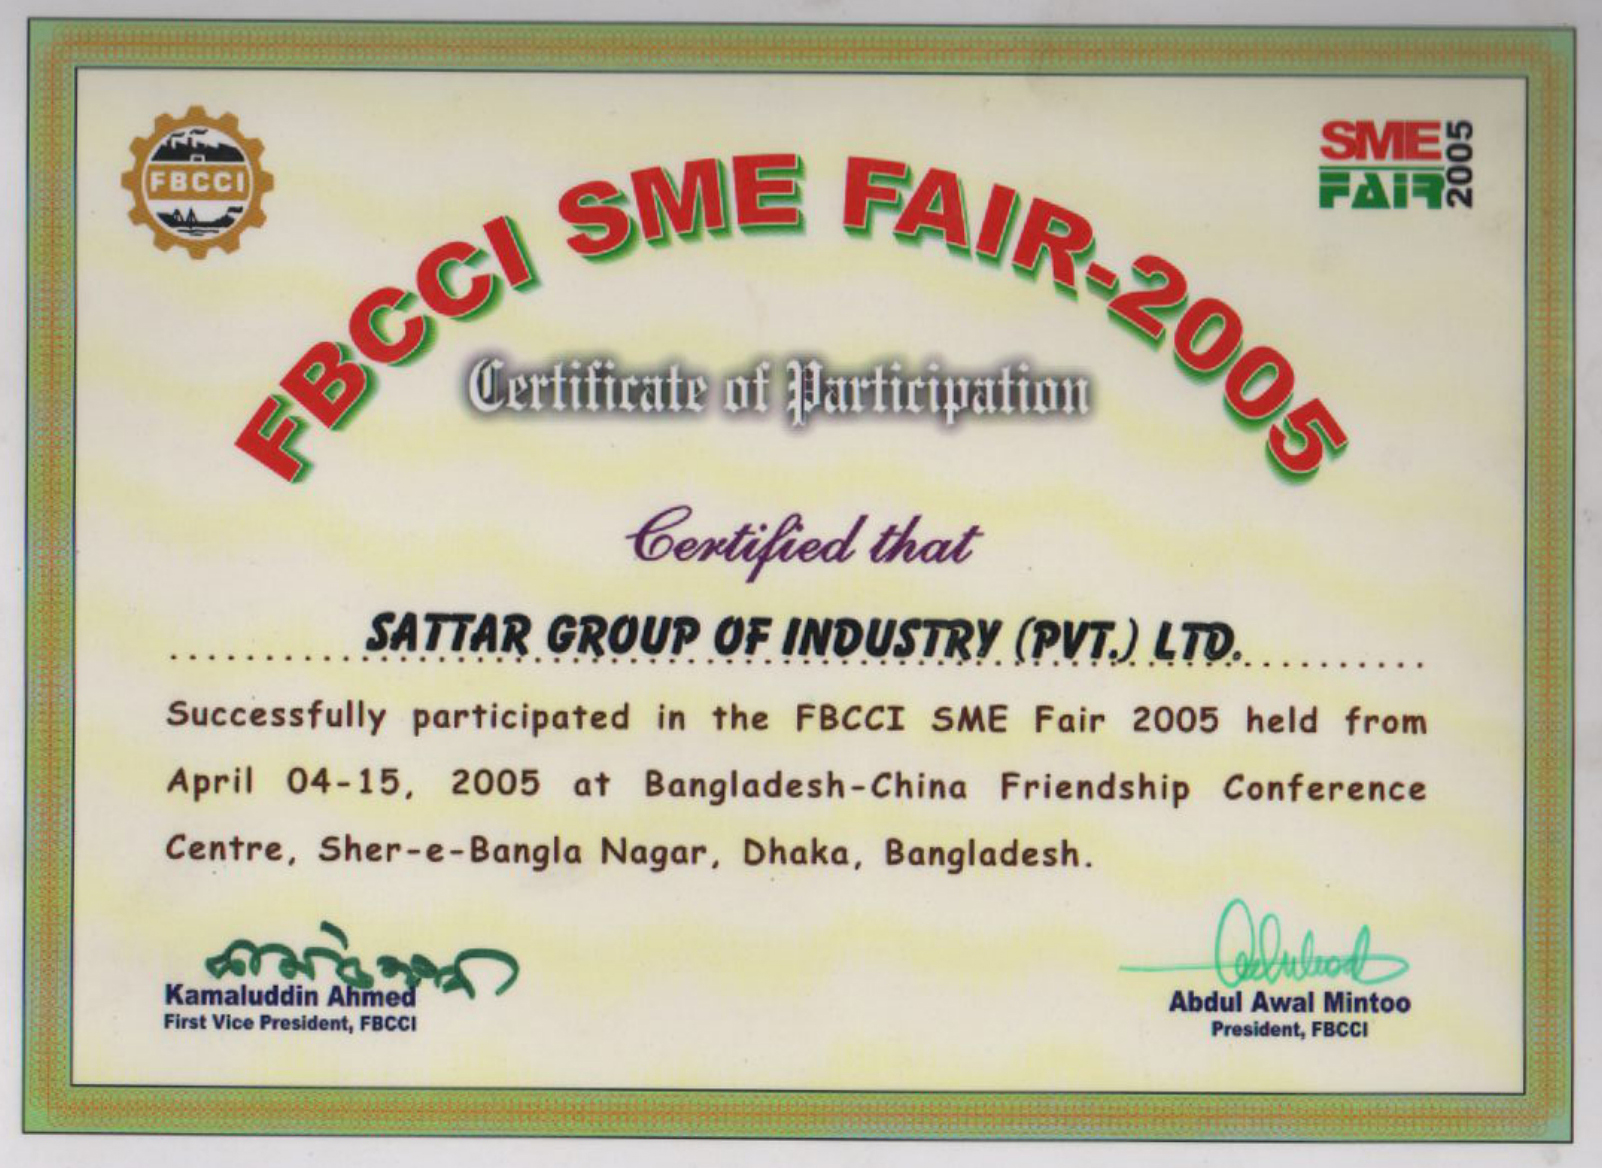 FBCCI
SME
FAIR
2005
FBCCI SME FAIR-2005
Certificate of Participation
Certified that
SATTAR GROUP OF INDUSTRY (PVT.) LTD.
Successfully participated in the FBCCI SME Fair 2005 held from
April 04-15, 2005 at Bangladesh-China Friendship Conference
Centre, Sher-e-Bangla Nagar, Dhaka, Bangladesh.
Kamaluddin Ahmed
First Vice President, FBCCI
Abdul Awal Mintoo
President, FBCCI